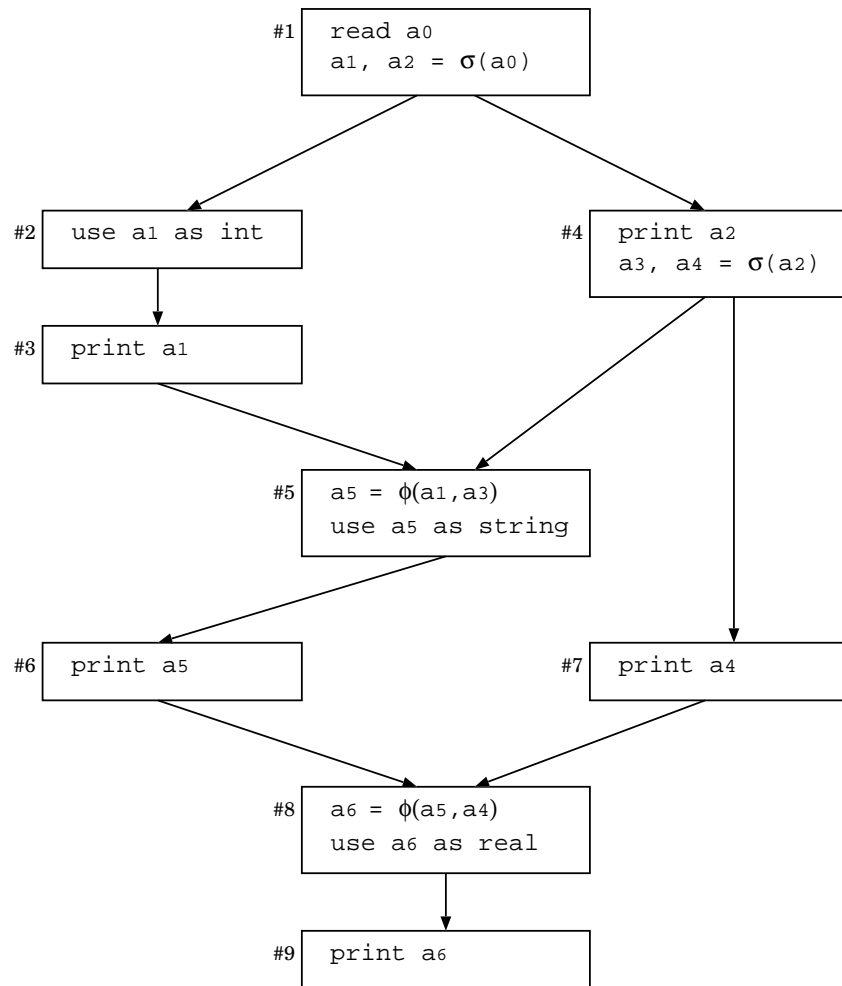 #1
read a0
a1, a2 = σ(a0)
#2
use a1 as int
#4
print a2
a3, a4 = σ(a2)
#3
print a1
#5
a5 = ϕ(a1,a3)
use a5 as string
#6
print a5
#7
print a4
#8
a6 = ϕ(a5,a4)
use a6 as real
#9
print a6